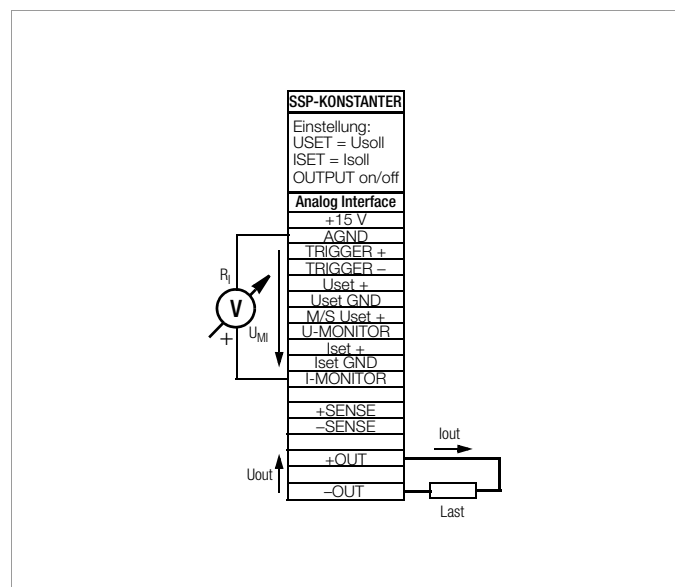 SSP-KONSTANTER
Einstellung:
USET = Usoll
ISET = Isoll
OUTPUT on/off
Analog Interface
+15 V
AGND
TRIGGER +
TRIGGER –
Uset +
Uset GND
M/S Uset +
U-MONITOR
Iset +
Iset GND
I-MONITOR
+SENSE
–SENSE
+OUT
–OUT
RI
V
+
UMI
Uout
Iout
Last